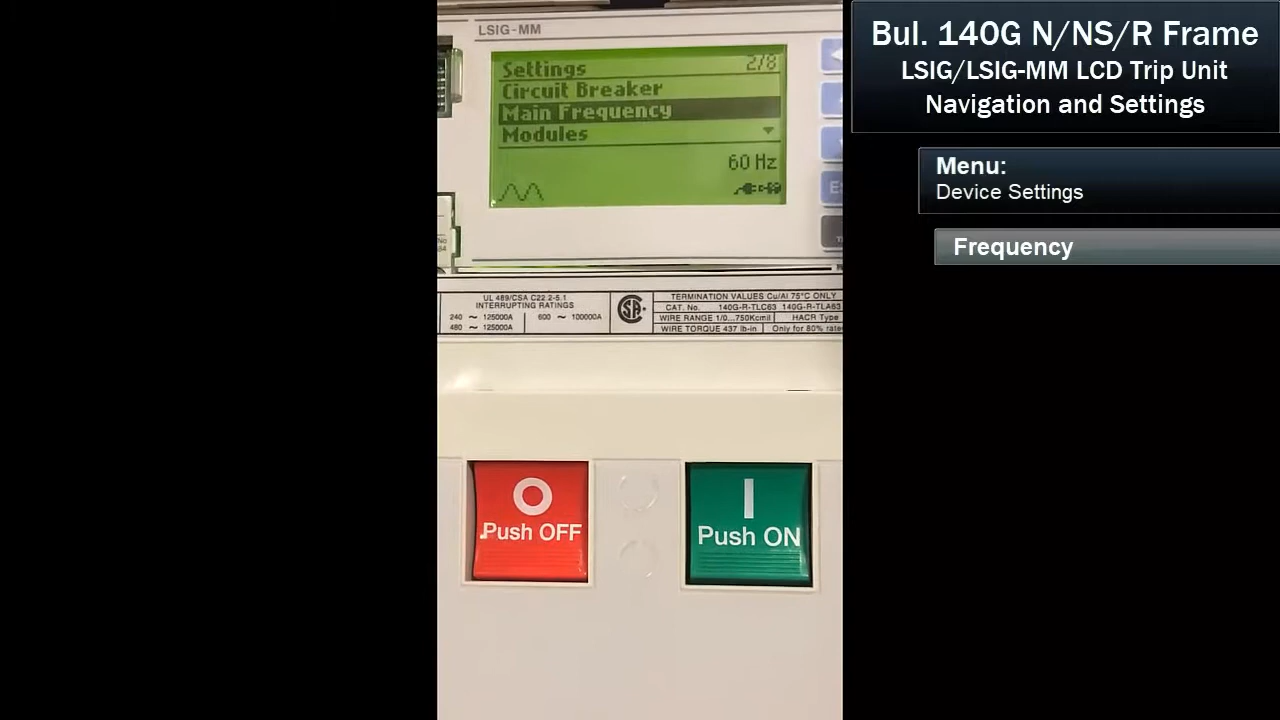 LSIG-MM
Settings 2/8
Circuit Breaker
Main Frequency
Modules
60 Hz
UL 489/CSA C22.2-5.1
INTERRUPTING RATINGS
240 ~ 125000A 600 ~ 100000A
480 ~ 125000A
TERMINATION VALUES Cu/Al 75°C ONLY
CAT. No. 140G-R-TLC63 140G-R-TLA63
WIRE RANGE 1/0...750Kcmil HACR Type
WIRE TORQUE 437 lb-in Only for 80% rate
O
Push OFF
I
Push ON
Bul. 140G N/NS/R Frame
LSIG/LSIG-MM LCD Trip Unit
Navigation and Settings
Menu:
Device Settings
Frequency